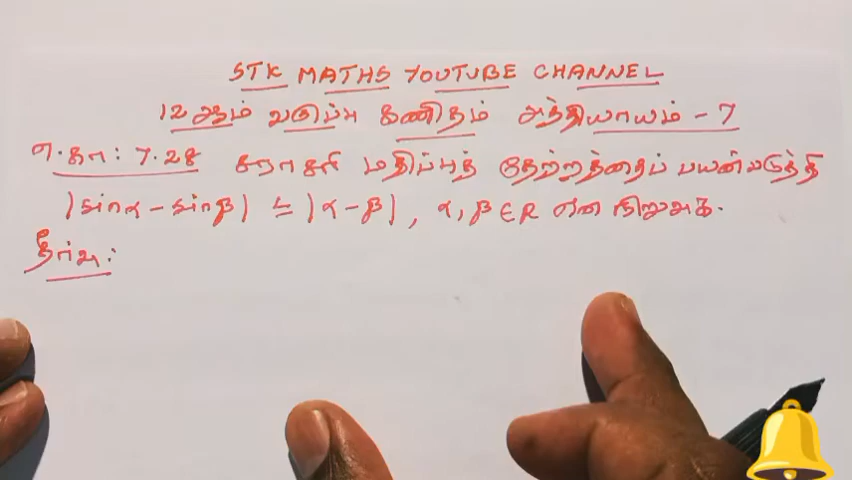 STK MATHS YOUTUBE CHANNEL
12ஆம் வகுப்பு கணிதம் அத்தியாயம் - 7
எ.கா: 7.28 சராசரி மதிப்புத் தேற்றத்தைப் பயன்படுத்தி
|sinα - sinβ| ≤ |α - β|, α, β ∈ R என நிறுவுக.
தீர்வு: